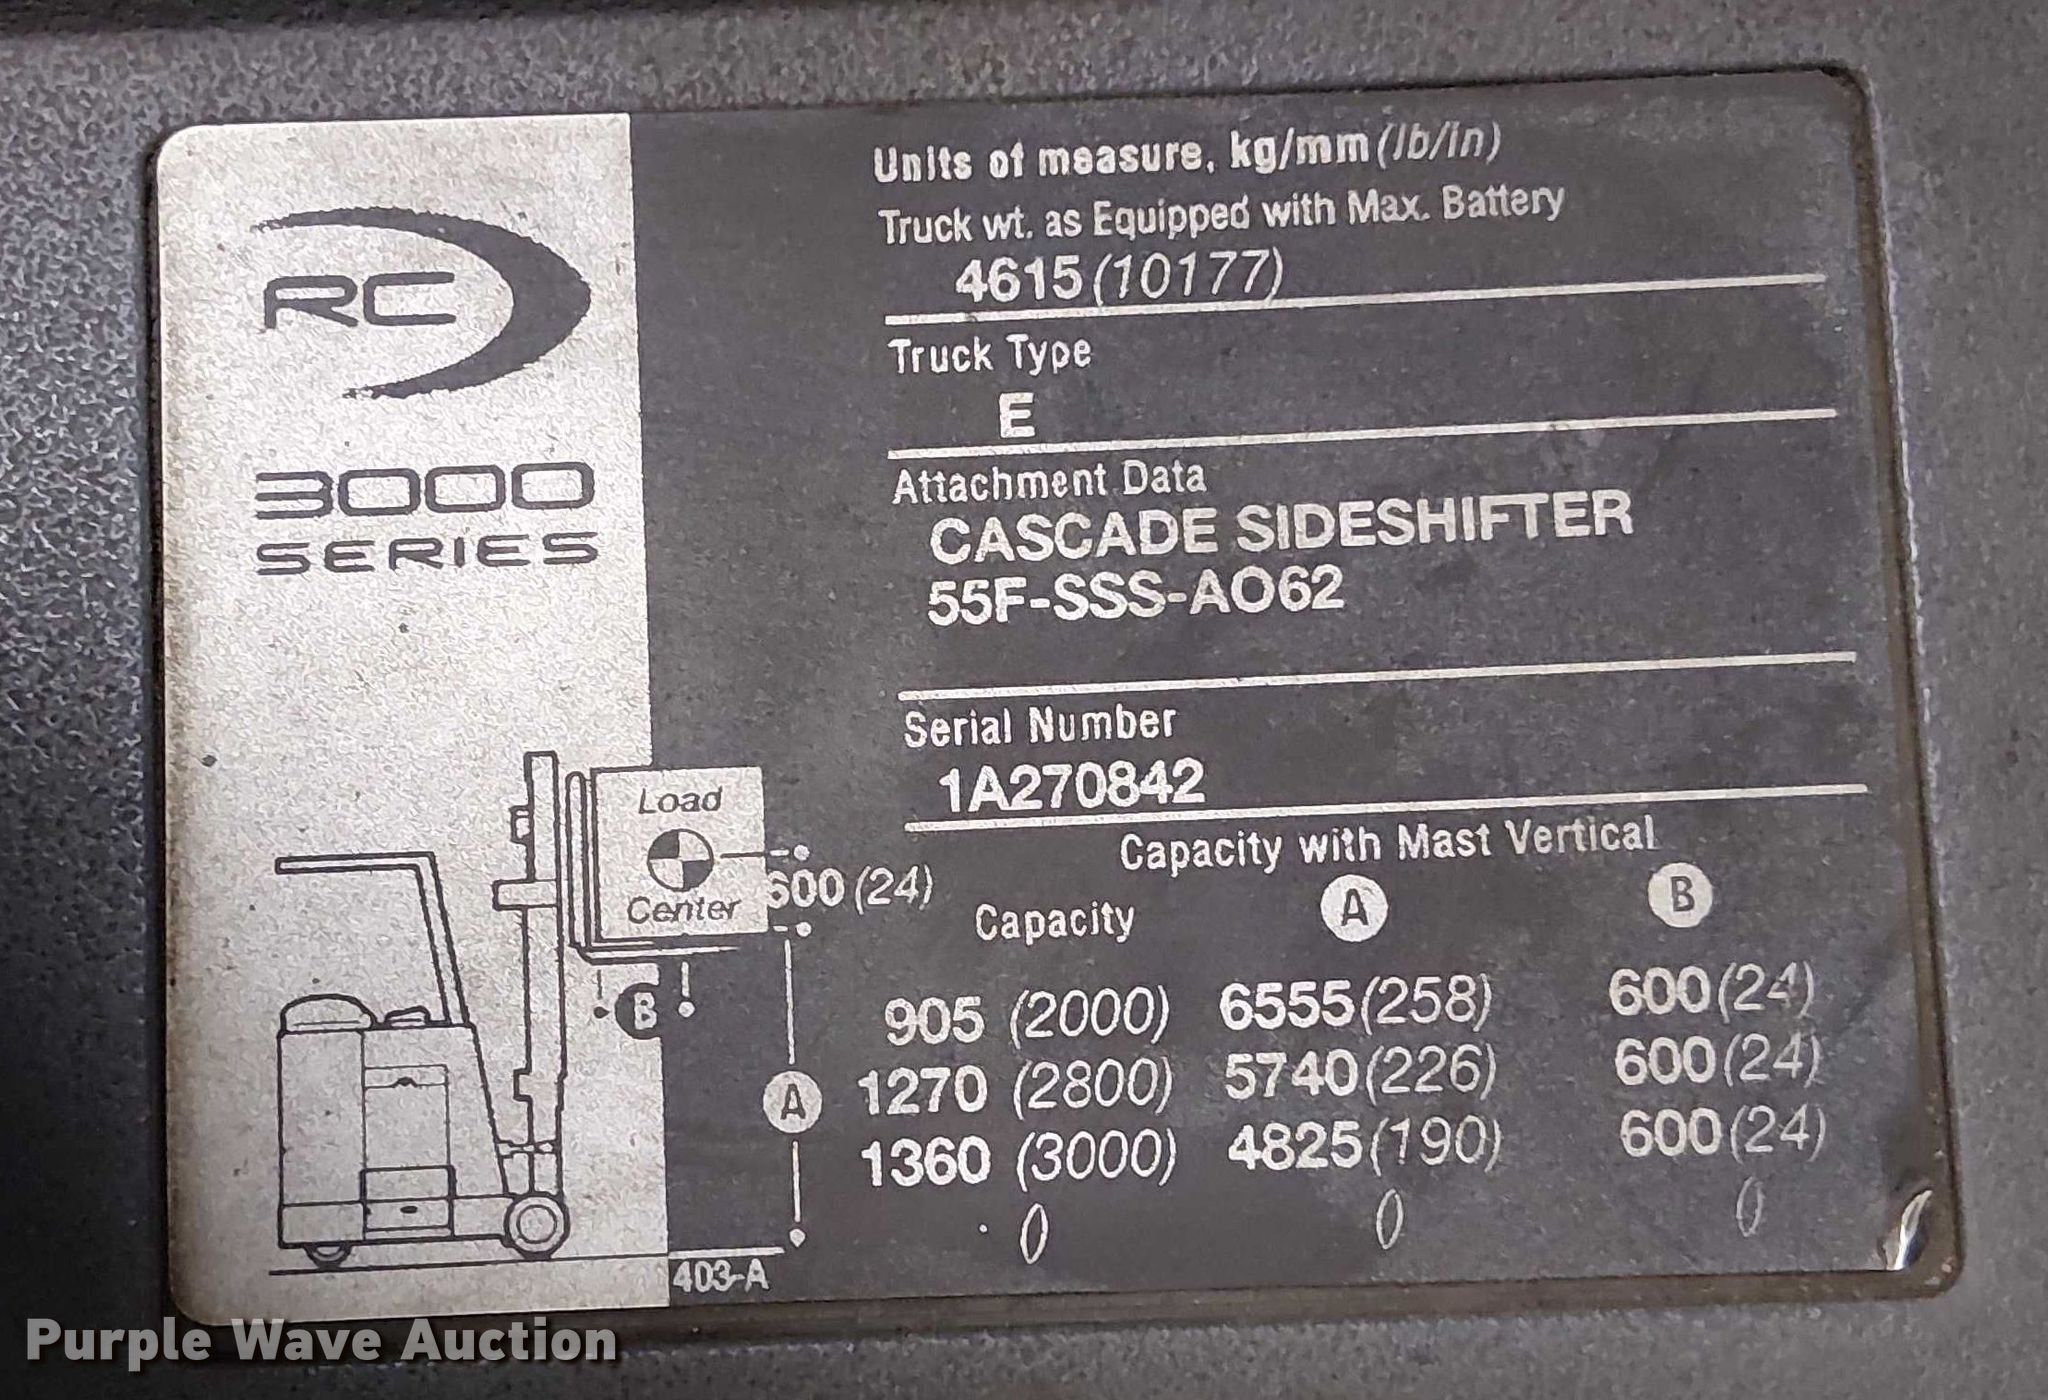 RC
3000
SERIES
Units of measure, kg/mm (lb/in)
Truck wt. as Equipped with Max. Battery
4615 (10177)
Truck Type
E
Attachment Data
CASCADE SIDESHIFTER
55F-SSS-AO62
Serial Number
1A270842
Capacity with Mast Vertical
Capacity A B
905 (2000) 6555 (258) 600 (24)
1270 (2800) 5740 (226) 600 (24)
1360 (3000) 4825 (190) 600 (24)
() () ()
Load
Center
600 (24)
B
A
403-A
Purple Wave Auction